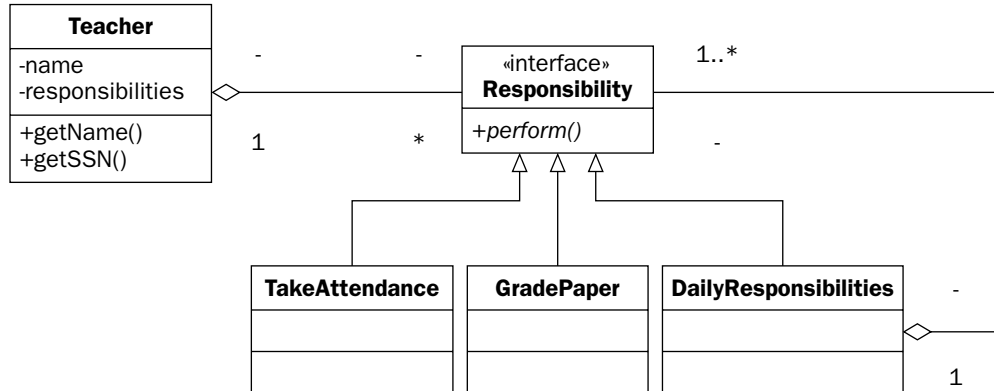 Teacher
-name
-responsibilities
+getName()
+getSSN()
-
-
1
*
«interface»
Responsibility
+perform()
1..*
-
TakeAttendance
GradePaper
DailyResponsibilities
-
1